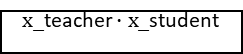 x_teacher · x_student